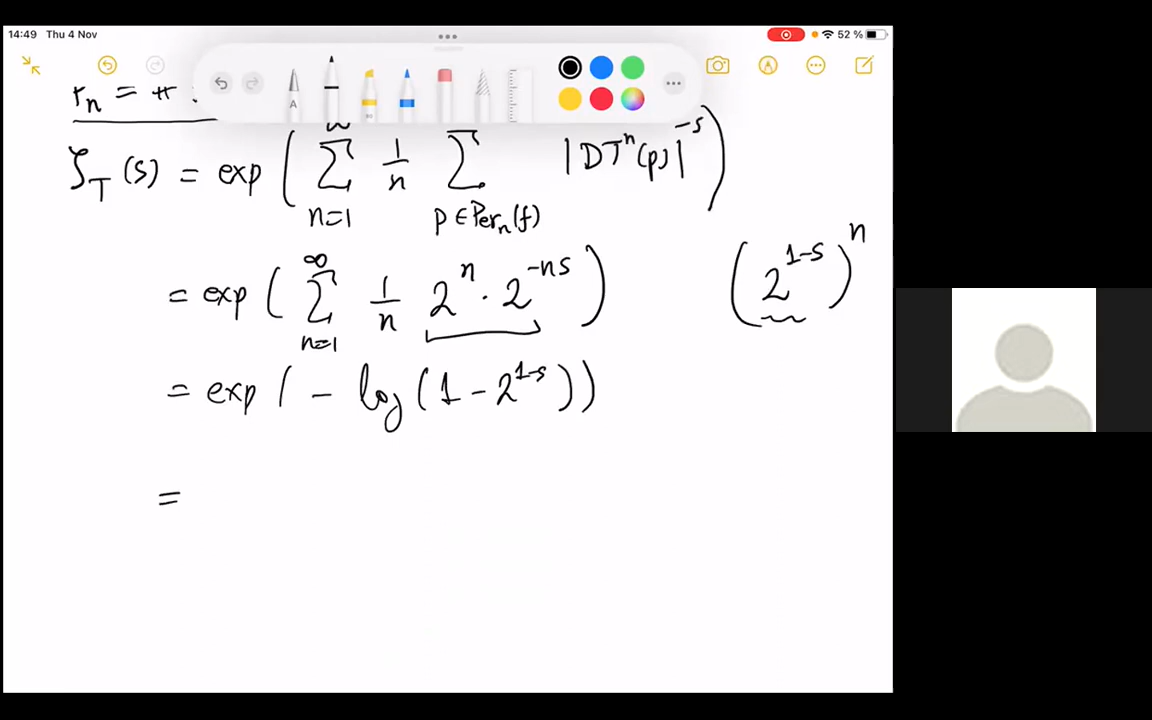 14:49 Thu 4 Nov 52 %
A
r_n = #
ζ_T (s) = exp ( Σ_{n=1}^{∞} 1/n Σ_{p ∈ Per_n(f)} |DT^n(p)|^{-s} )
= exp ( Σ_{n=1}^{∞} 1/n 2^n · 2^{-ns} ) (2^{1-s})^n
= exp ( - log ( 1 - 2^{1-s} ))
=